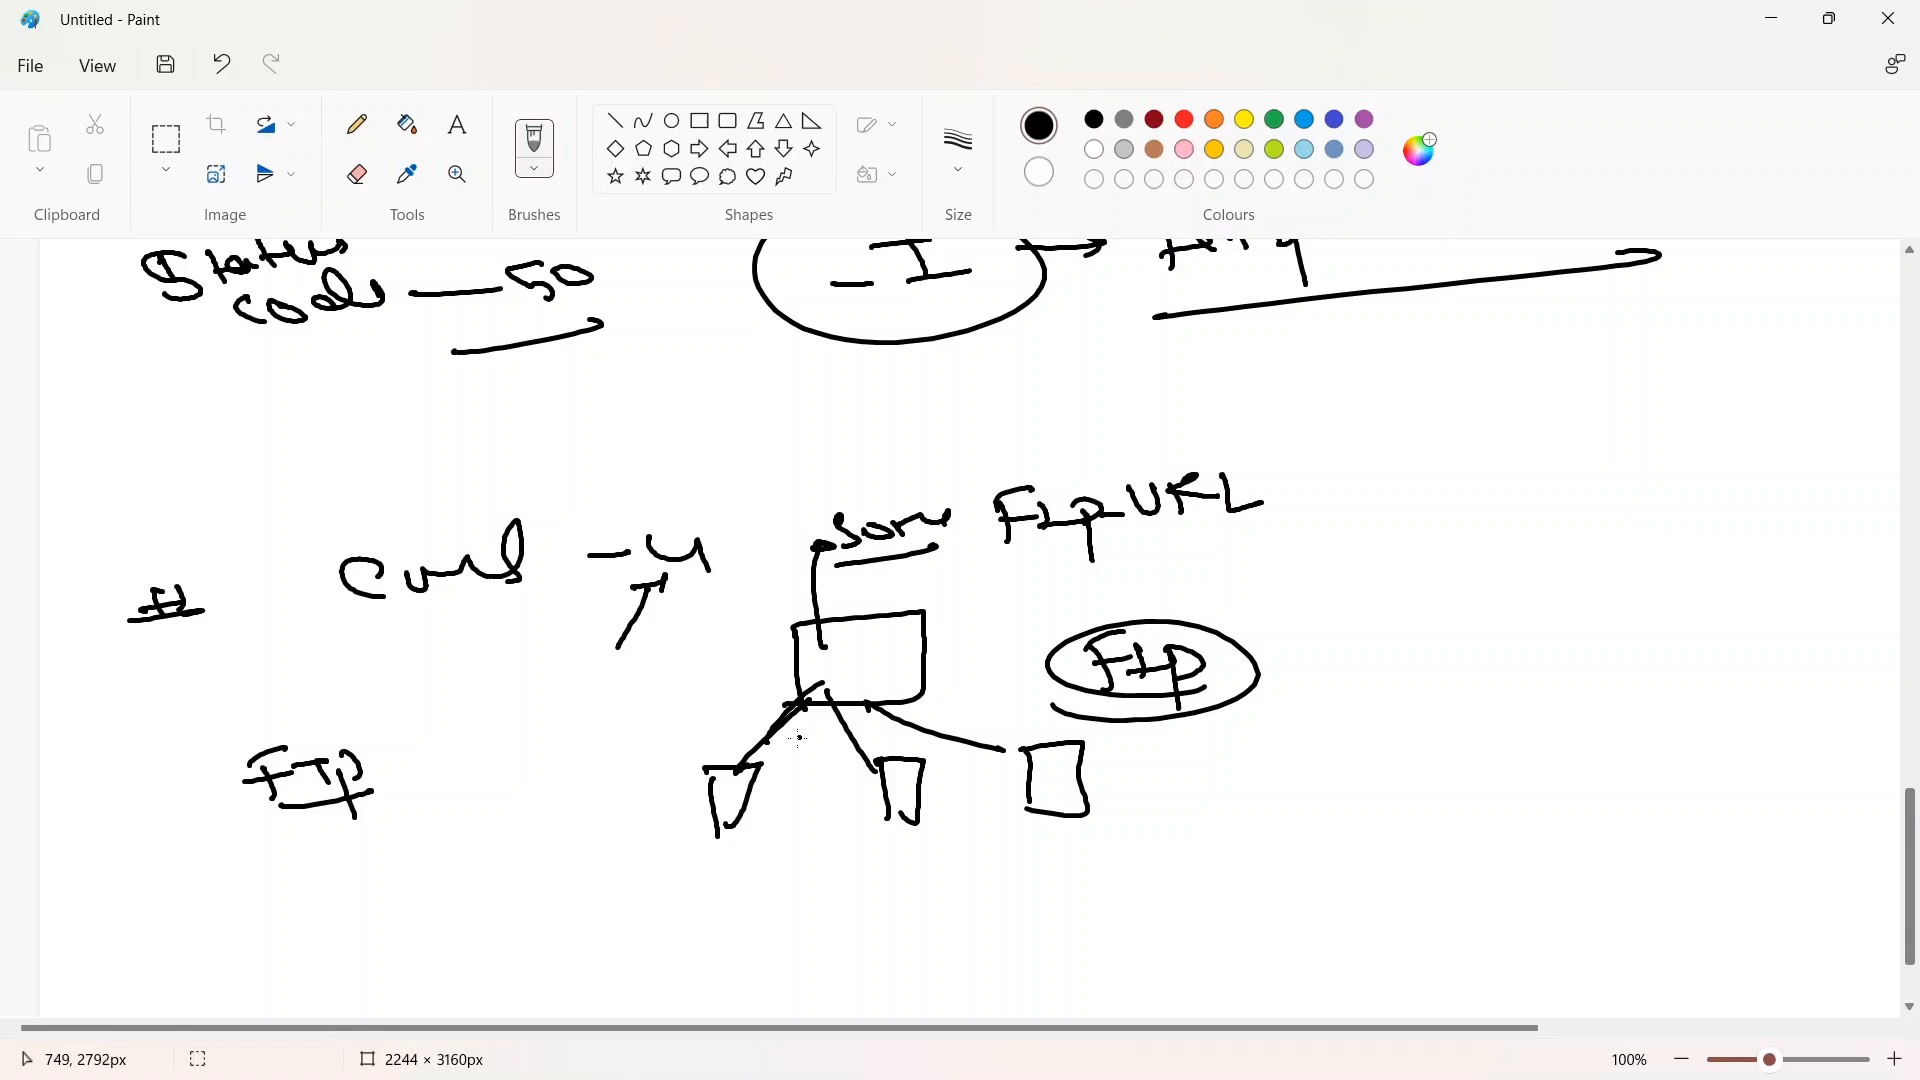 Untitled - Paint
File View
Clipboard Image Tools Brushes Shapes Size Colours
Status
code — 50
- I →
# curl -u some FTP URL
FTP
FTP
749, 2792px 2244 × 3160px 100%